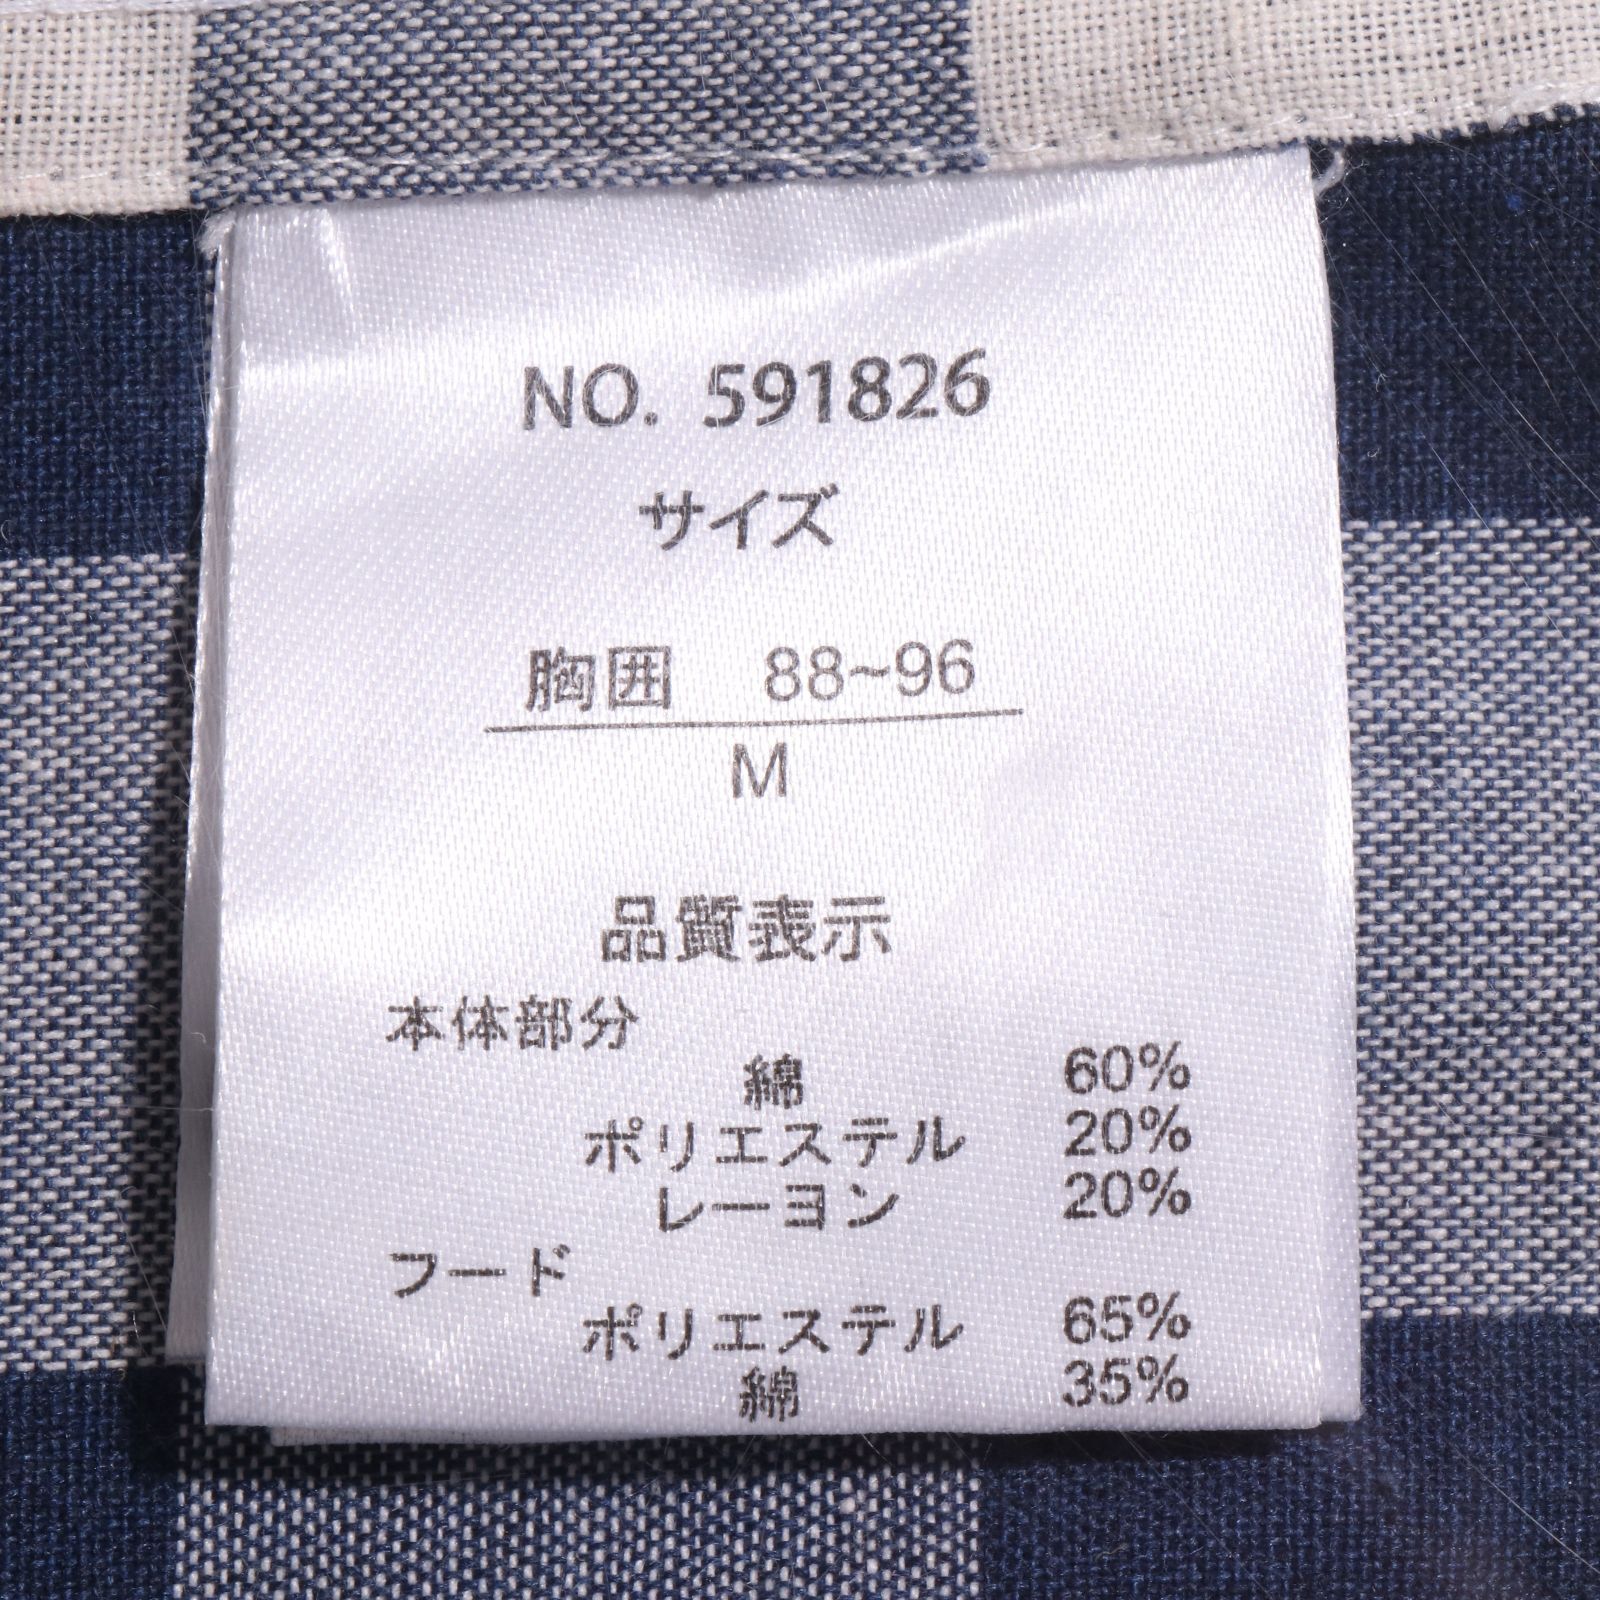 NO. 591826
サイズ
胸囲 88~96
M
品質表示
本体部分
綿 60%
ポリエステル 20%
レーヨン 20%
フード
ポリエステル 65%
綿 35%